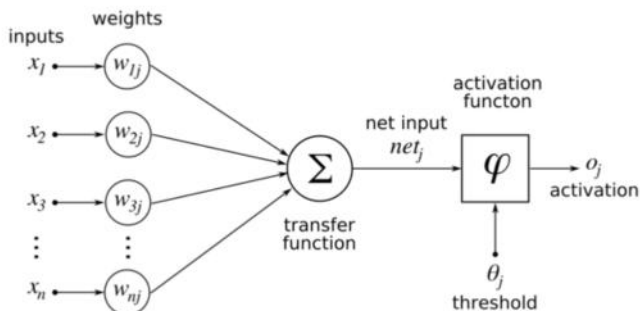 weights
inputs
x1 w1j
activation
functon
x2 w2j
net input
netj
Σ φ oj
activation
x3 w3j
transfer
function
⋮ ⋮
xn wnj
θj
threshold